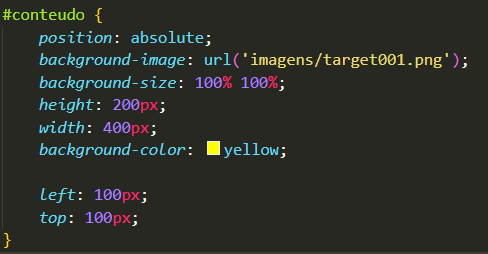 #conteudo {
position: absolute;
background-image: url('imagens/target001.png');
background-size: 100% 100%;
height: 200px;
width: 400px;
background-color: yellow;
left: 100px;
top: 100px;
}